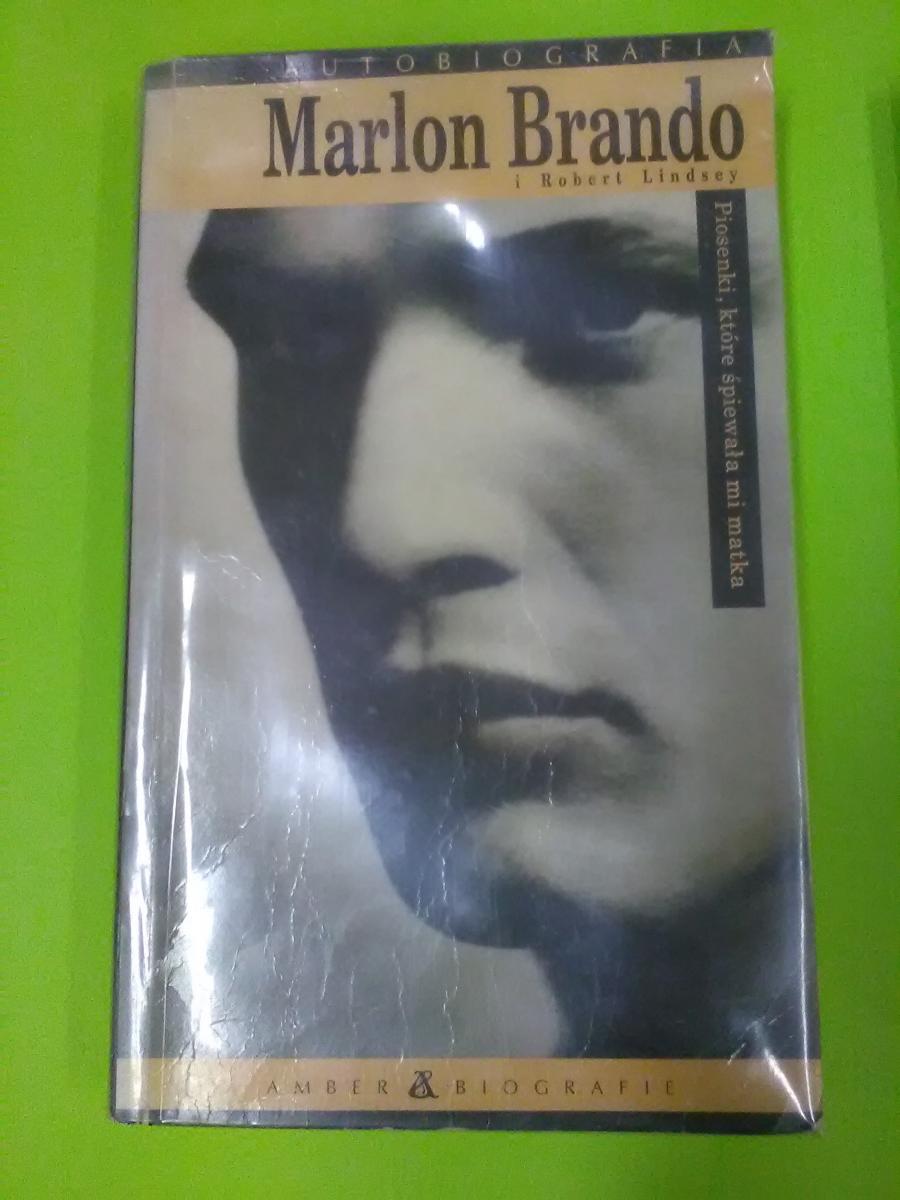 AUTOBIOGRAFIA
Marlon Brando
i Robert Lindsey
Piosenki, które śpiewała mi matka
AMBER BIOGRAFIE